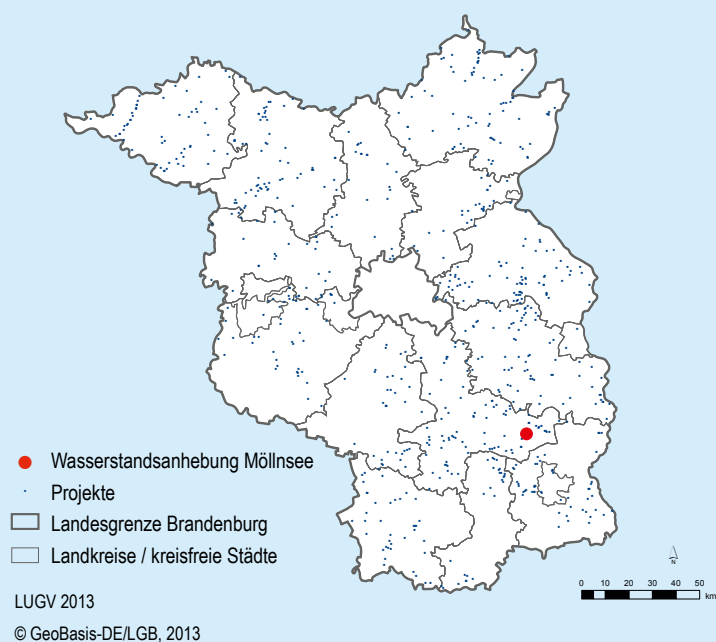 Wasserstandsanhebung Möllnsee
Projekte
Landesgrenze Brandenburg
Landkreise / kreisfreie Städte
LUGV 2013
© GeoBasis-DE/LGB, 2013
N
0 10 20 30 40 50
km